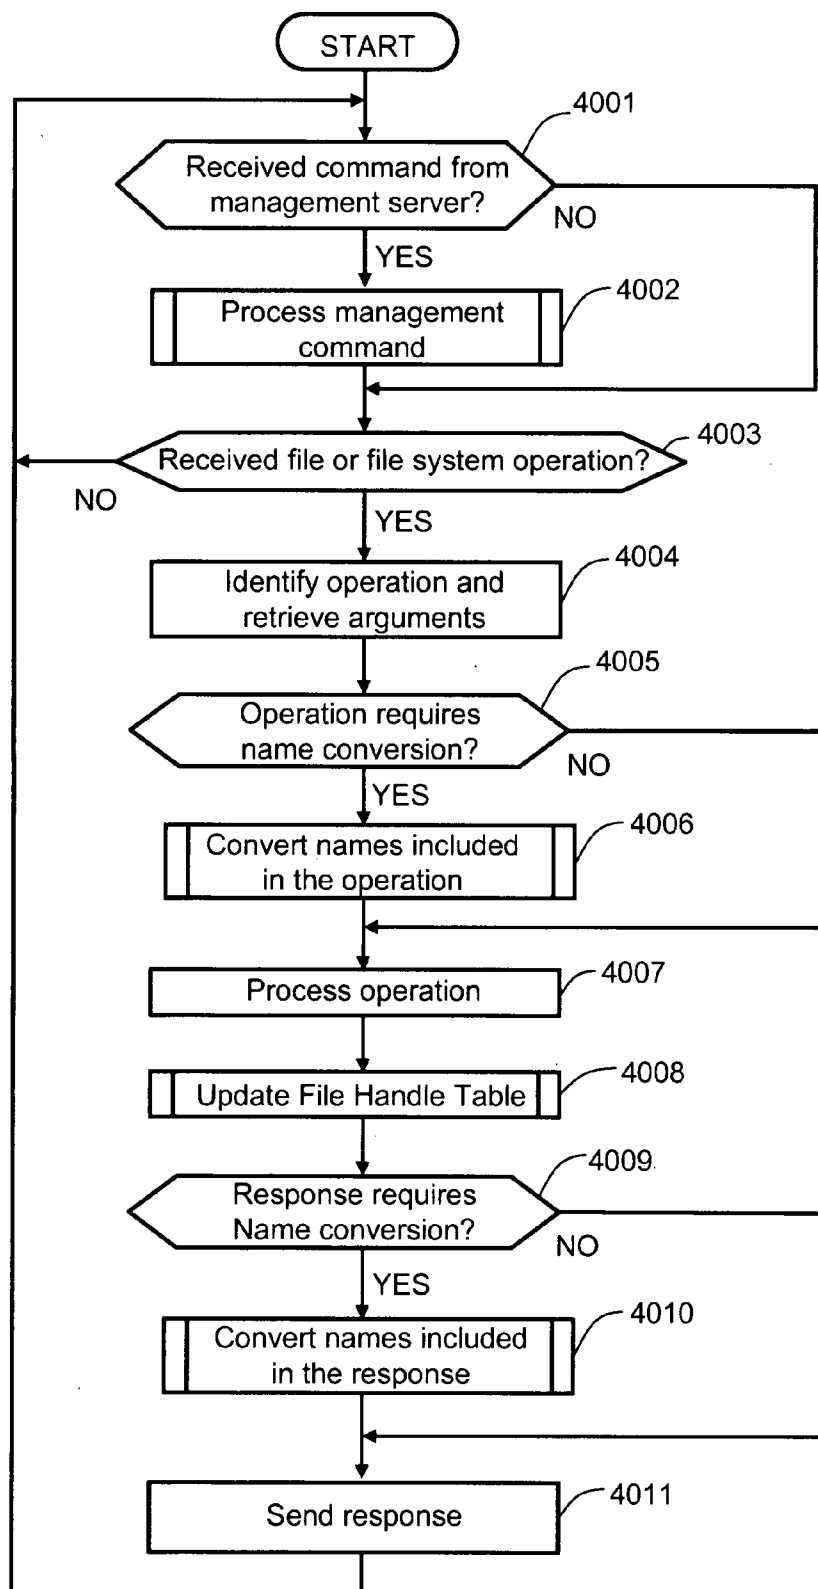 START
4001
Received command from
management server?
NO
YES
4002
Process management
command
4003
Received file or file system operation?
NO
YES
4004
Identify operation and
retrieve arguments
4005
Operation requires
name conversion?
NO
YES
4006
Convert names included
in the operation
4007
Process operation
4008
Update File Handle Table
4009
Response requires
Name conversion?
NO
YES
4010
Convert names included
in the response
4011
Send response